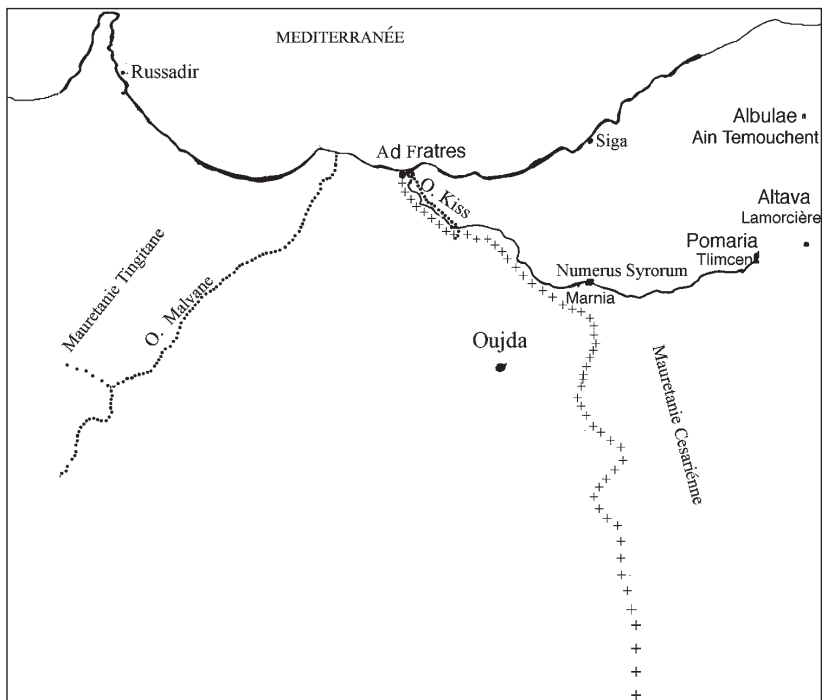 MEDITERRANÉE
Russadir
Albulae
Ain Temouchent
Siga
Ad Fratres
O. Kiss
Altava
Lamorcière
Pomaria
Tlimcen
Numerus Syrorum
Marnia
Mauretanie Tingitane
O. Malvane
Oujda
Mauretanie Cesariénne